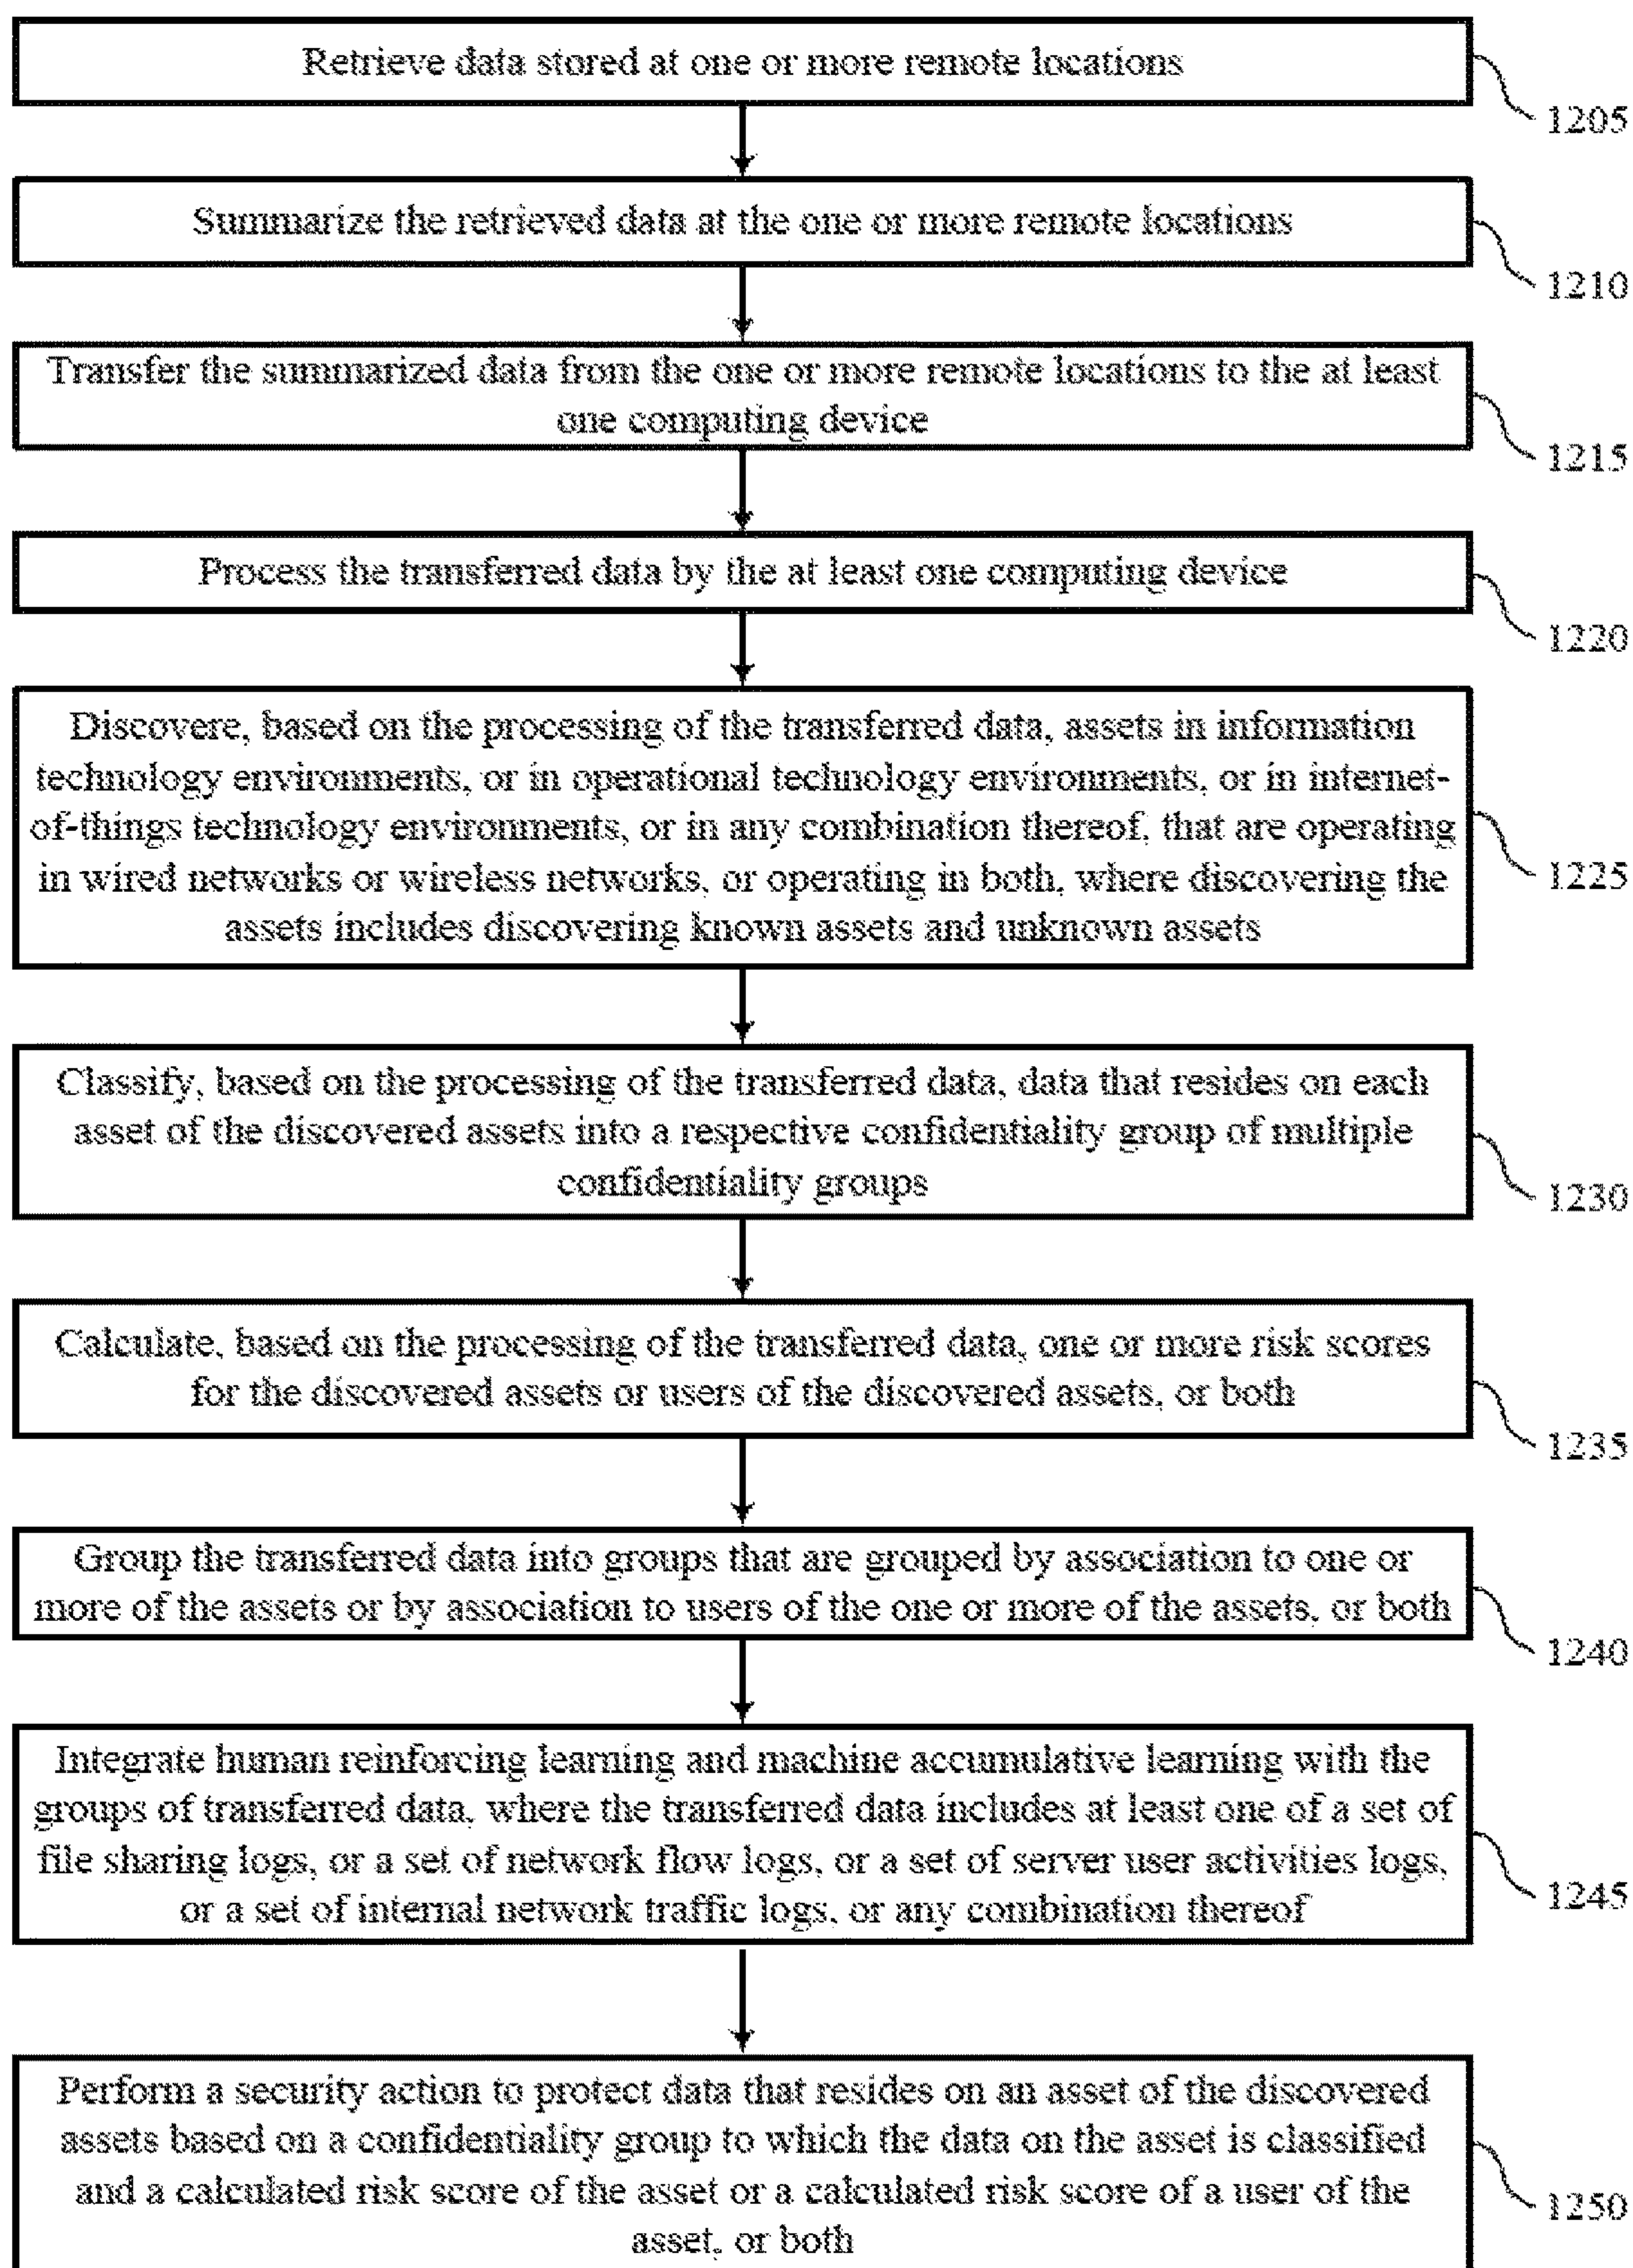 Retrieve data stored at one or more remote locations
1205
Summarize the retrieved data at the one or more remote locations
1210
Transfer the summarized data from the one or more remote locations to the at least
one computing device
1215
Process the transferred data by the at least one computing device
1220
Discovere, based on the processing of the transferred data, assets in information
technology environments, or in operational technology environments, or in internet-
of-things technology environments, or in any combination thereof, that are operating
in wired networks or wireless networks, or operating in both, where discovering the
assets includes discovering known assets and unknown assets
1225
Classify, based on the processing of the transferred data, data that resides on each
asset of the discovered assets into a respective confidentiality group of multiple
confidentiality groups
1230
Calculate, based on the processing of the transferred data, one or more risk scores
for the discovered assets or users of the discovered assets, or both
1235
Group the transferred data into groups that are grouped by association to one or
more of the assets or by association to users of the one or more of the assets, or both
1240
Integrate human reinforcing learning and machine accumulative learning with the
groups of transferred data, where the transferred data includes at least one of a set of
file sharing logs, or a set of network flow logs, or a set of server user activities logs,
or a set of internal network traffic logs, or any combination thereof
1245
Perform a security action to protect data that resides on an asset of the discovered
assets based on a confidentiality group to which the data on the asset is classified
and a calculated risk score of the asset or a calculated risk score of a user of the
asset, or both
1250